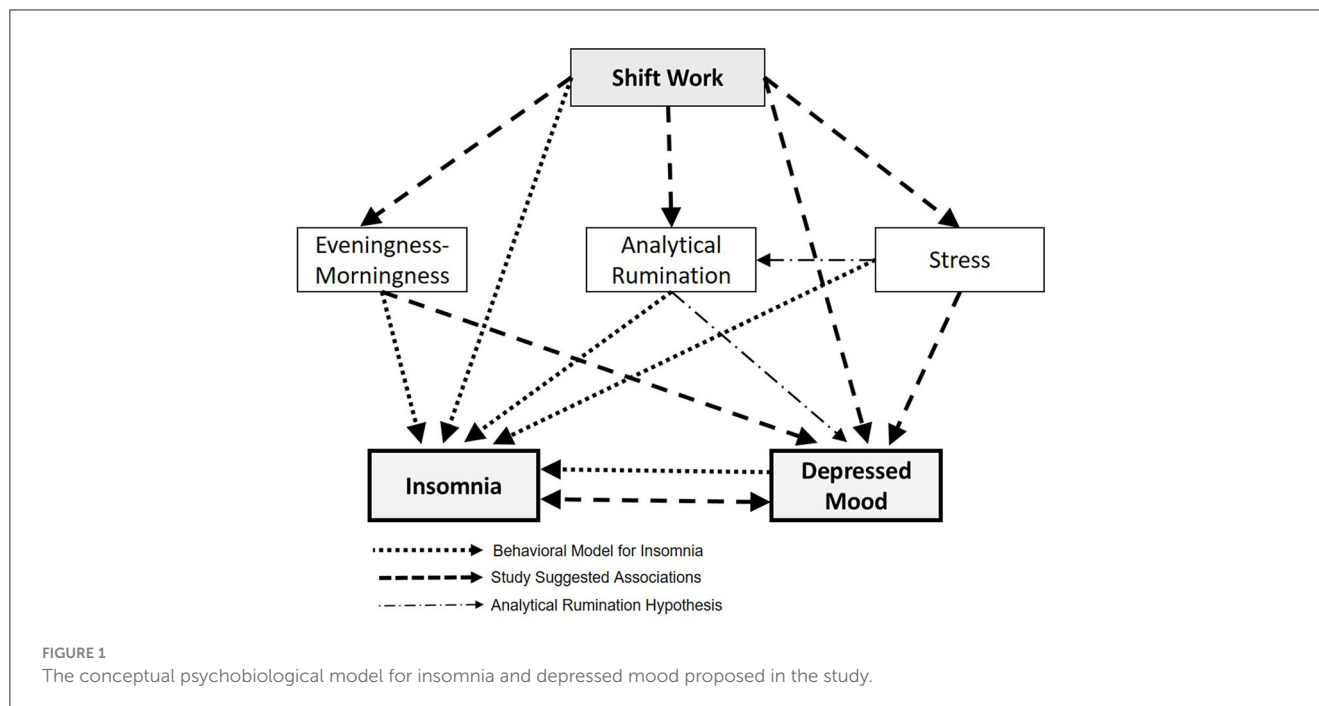 Shift Work
Eveningness-
Morningness
Analytical
Rumination
Stress
Insomnia
Depressed
Mood
Behavioral Model for Insomnia
Study Suggested Associations
Analytical Rumination Hypothesis
FIGURE 1
The conceptual psychobiological model for insomnia and depressed mood proposed in the study.